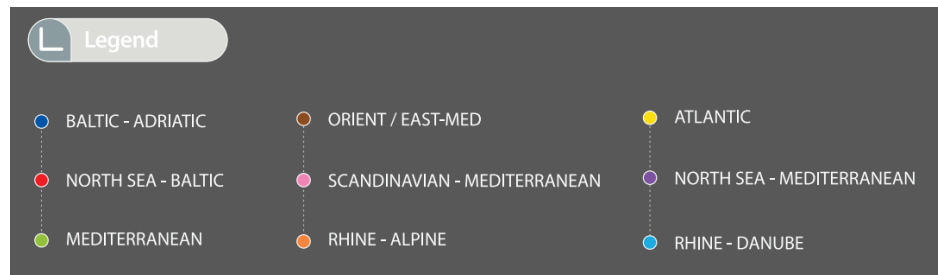 Legend
BALTIC - ADRIATIC
NORTH SEA - BALTIC
MEDITERRANEAN
ORIENT / EAST-MED
SCANDINAVIAN - MEDITERRANEAN
RHINE - ALPINE
ATLANTIC
NORTH SEA - MEDITERRANEAN
RHINE - DANUBE